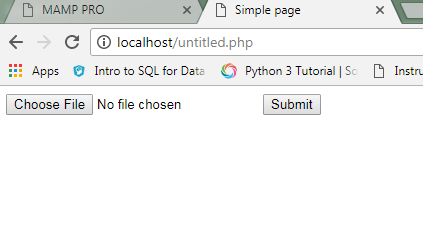 MAMP PRO Simple page
localhost/untitled.php
Apps Intro to SQL for Data Python 3 Tutorial | So Instru
Choose File No file chosen Submit